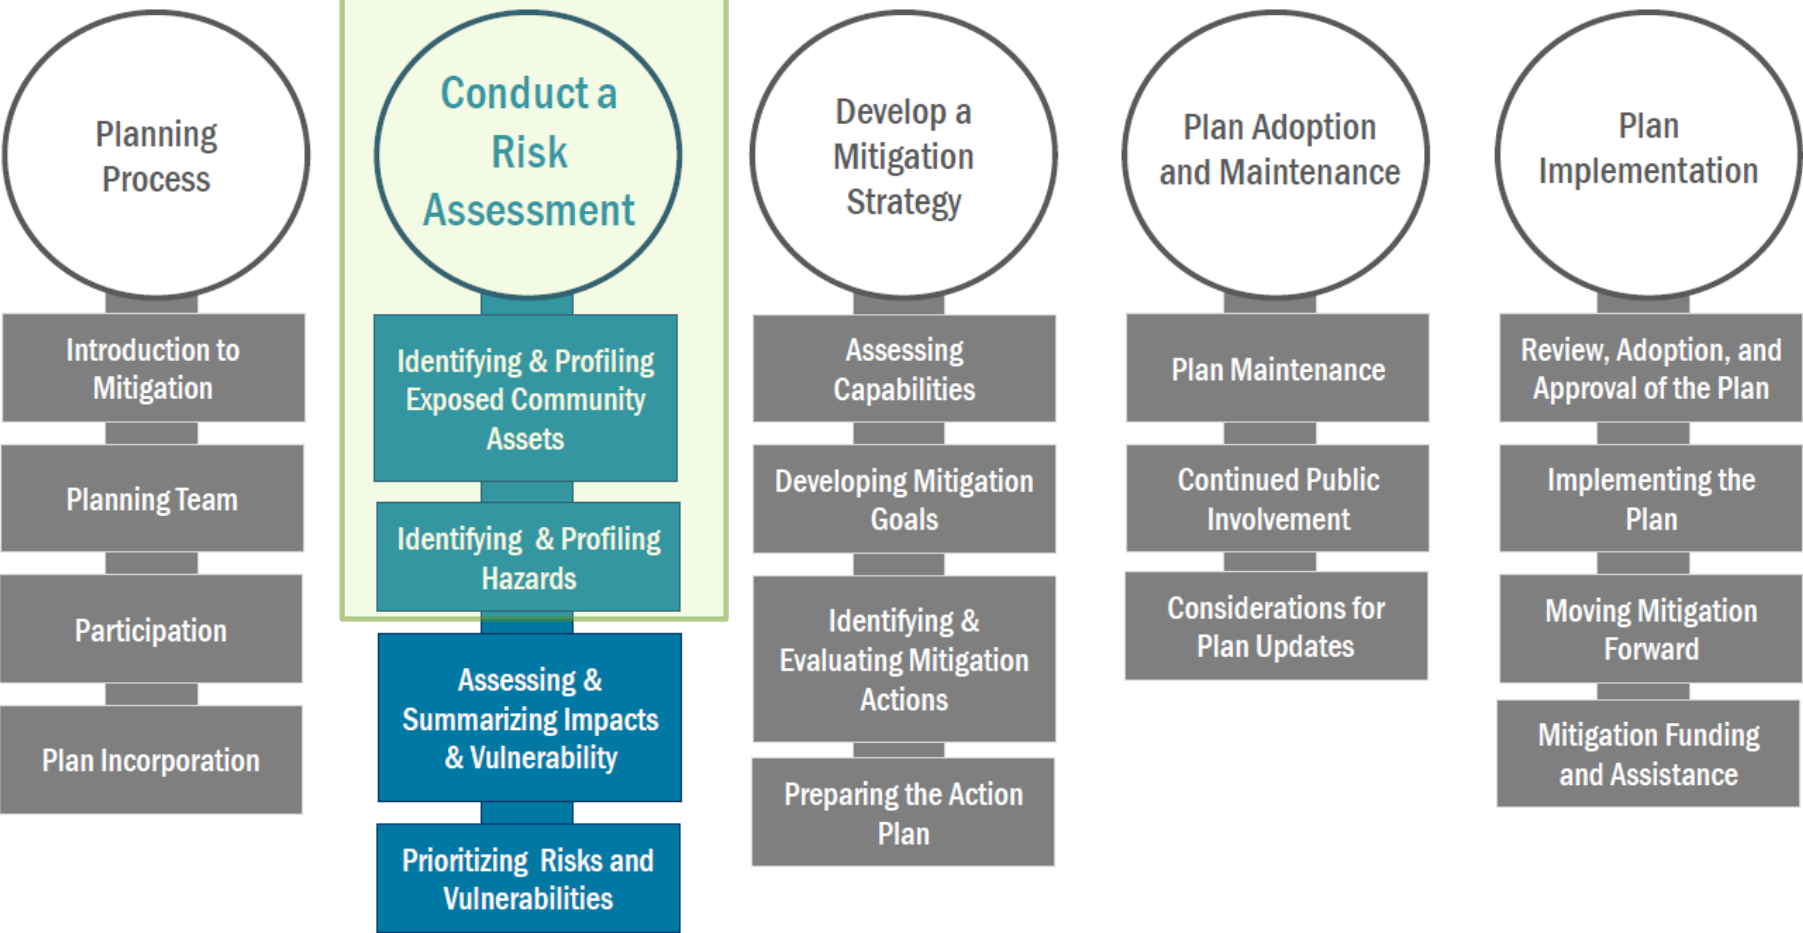 Planning
Process
Introduction to
Mitigation
Planning Team
Participation
Plan Incorporation
Conduct a
Risk
Assessment
Identifying & Profiling
Exposed Community
Assets
Identifying & Profiling
Hazards
Assessing &
Summarizing Impacts
& Vulnerability
Prioritizing Risks and
Vulnerabilities
Develop a
Mitigation
Strategy
Assessing
Capabilities
Developing Mitigation
Goals
Identifying &
Evaluating Mitigation
Actions
Preparing the Action
Plan
Plan Adoption
and Maintenance
Plan Maintenance
Continued Public
Involvement
Considerations for
Plan Updates
Plan
Implementation
Review, Adoption, and
Approval of the Plan
Implementing the
Plan
Moving Mitigation
Forward
Mitigation Funding
and Assistance